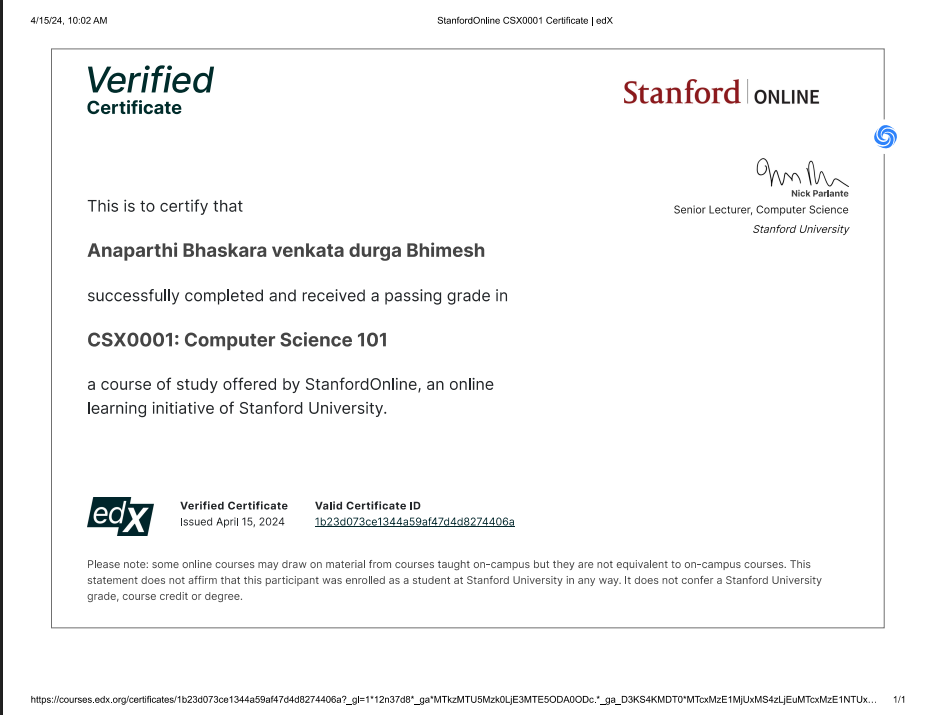 4/15/24, 10:02 AM
StanfordOnline CSX0001 Certificate | edX
Verified
Certificate
Stanford ONLINE
Nick Parlante
Senior Lecturer, Computer Science
Stanford University
This is to certify that
Anaparthi Bhaskara venkata durga Bhimesh
successfully completed and received a passing grade in
CSX0001: Computer Science 101
a course of study offered by StanfordOnline, an online
learning initiative of Stanford University.
edX
Verified Certificate
Issued April 15, 2024
Valid Certificate ID
1b23d073ce1344a59af47d4d8274406a
Please note: some online courses may draw on material from courses taught on-campus but they are not equivalent to on-campus courses. This
statement does not affirm that this participant was enrolled as a student at Stanford University in any way. It does not confer a Stanford University
grade, course credit or degree.
https://courses.edx.org/certificates/1b23d073ce1344a59af47d4d8274406a?_gl=1*12n37d8*_ga*MTkzMTU5Mzk0LjE3MTE5ODA0ODc.*_ga_D3KS4KMDT0*MTcxMzE1MjUxMS4zLjEuMTcxMzE1NTUx… 1/1